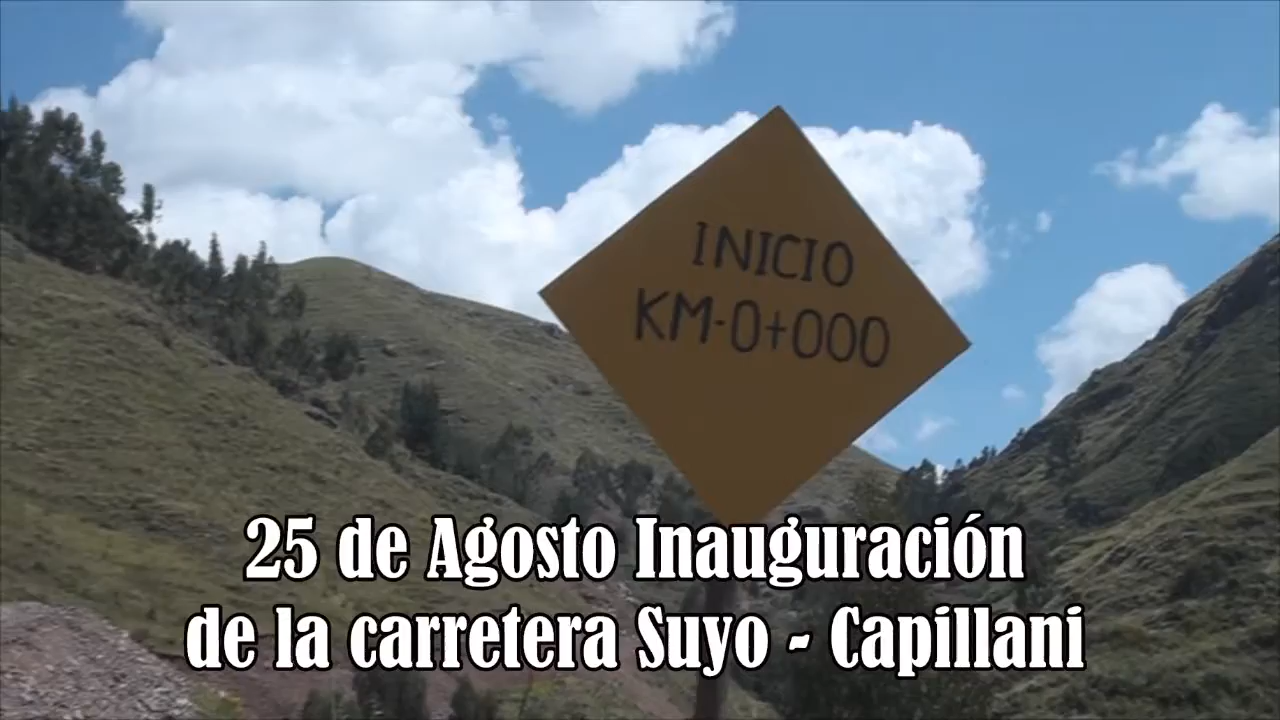 INICIO
KM-0+000
25 de Agosto Inauguración
de la carretera Suyo - Capillani